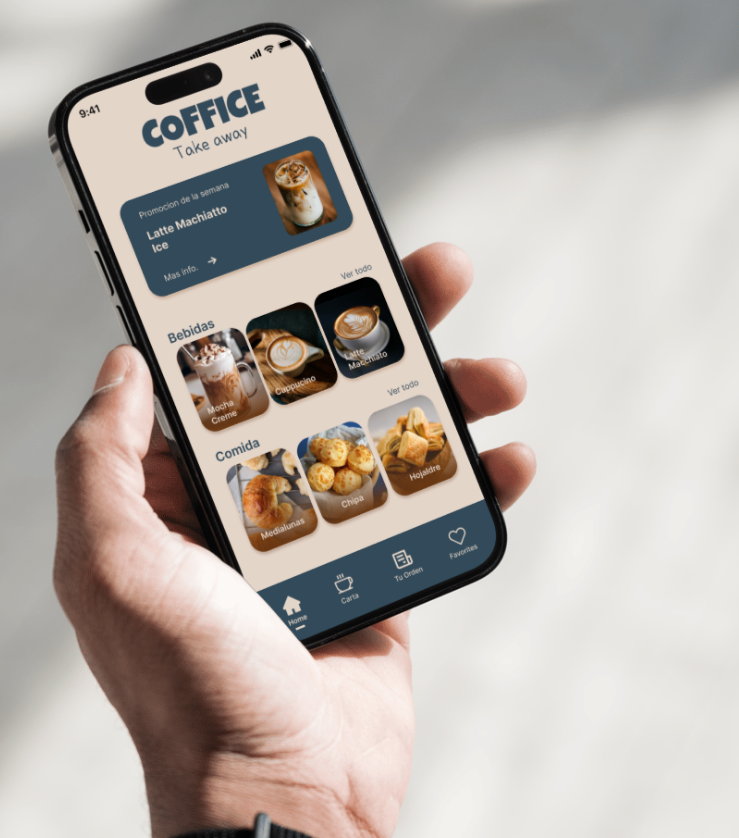 9:41
COFFICE
Take away
Promocion de la semana
Latte Machiatto
Ice
Mas info.
Bebidas
Ver todo
Mocha
Creme
Cappucino
Latte
Macchiato
Comida
Ver todo
Medialunas
Chipa
Hojaldre
Home
Carta
Tu Orden
Favorites